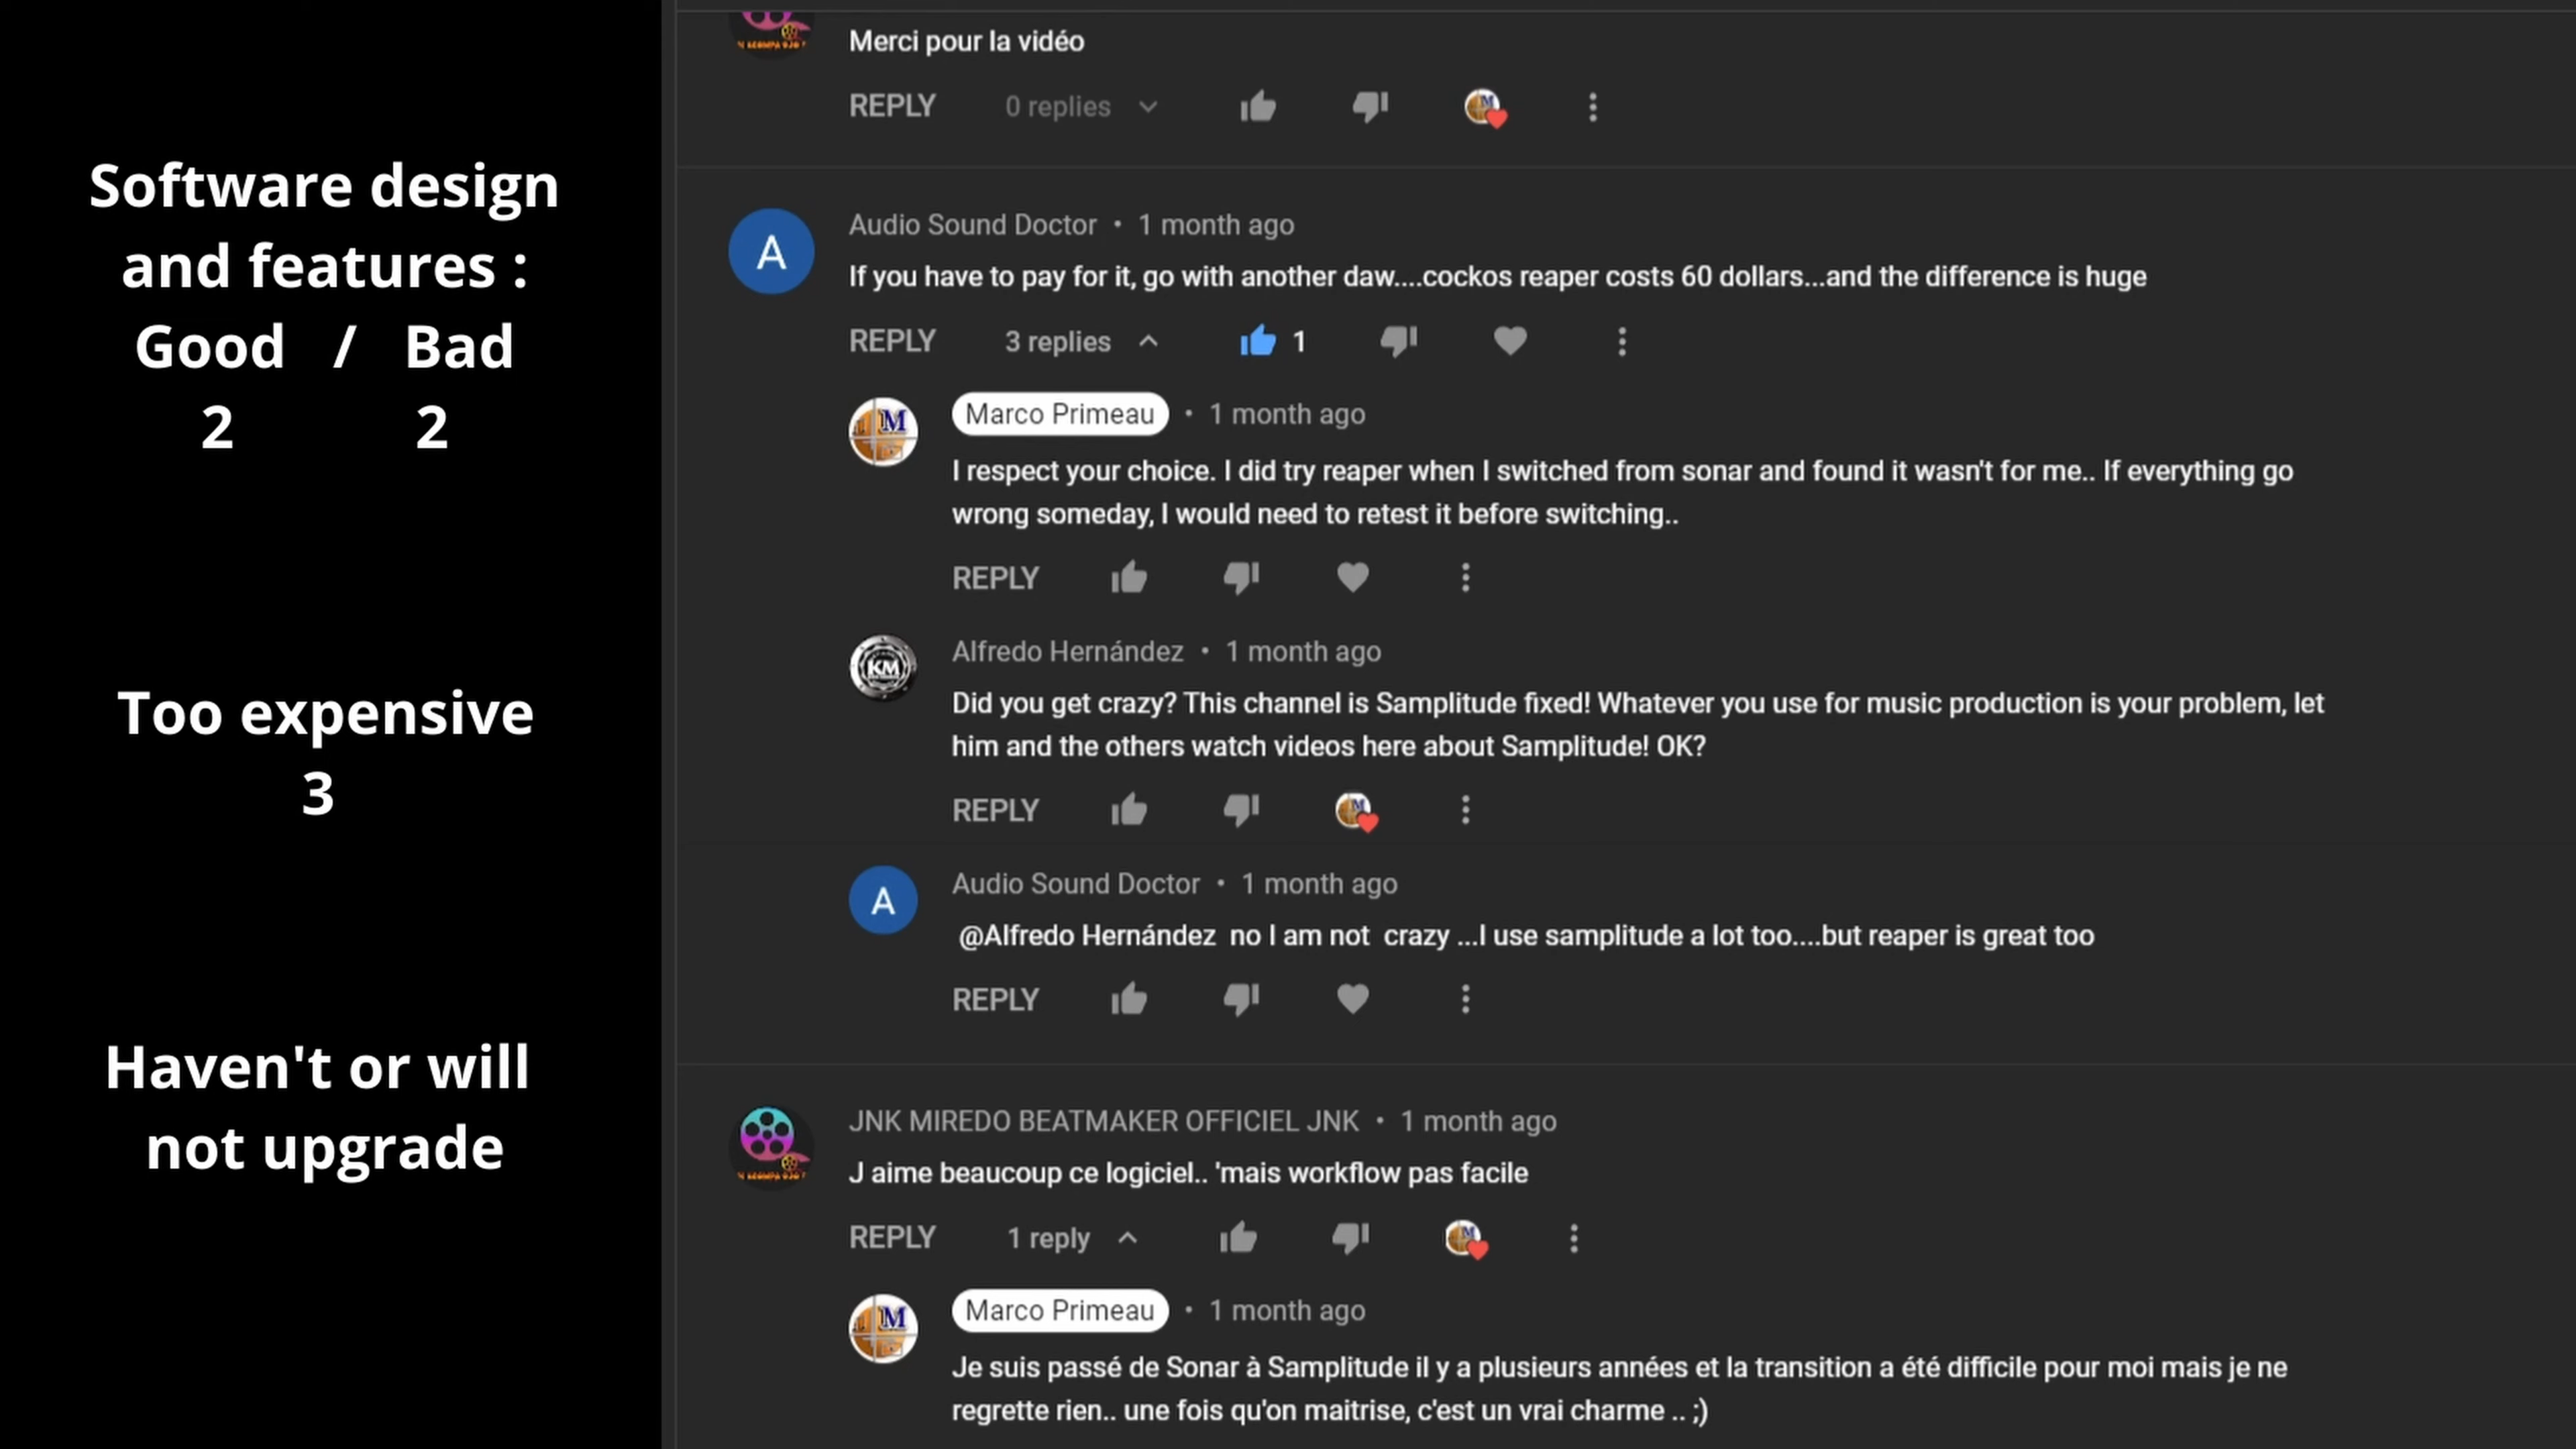 Software design
and features :
Good / Bad
2 2
Too expensive
3
Haven't or will
not upgrade
Merci pour la vidéo
REPLY 0 replies
A
Audio Sound Doctor • 1 month ago
If you have to pay for it, go with another daw....cockos reaper costs 60 dollars...and the difference is huge
REPLY 3 replies 1
M
Marco Primeau • 1 month ago
I respect your choice. I did try reaper when I switched from sonar and found it wasn't for me.. If everything go
wrong someday, I would need to retest it before switching..
REPLY
KM
Alfredo Hernández • 1 month ago
Did you get crazy? This channel is Samplitude fixed! Whatever you use for music production is your problem, let
him and the others watch videos here about Samplitude! OK?
REPLY
A
Audio Sound Doctor • 1 month ago
@Alfredo Hernández no I am not crazy ...I use samplitude a lot too....but reaper is great too
REPLY
JNK MIREDO BEATMAKER OFFICIEL JNK • 1 month ago
J aime beaucoup ce logiciel.. 'mais workflow pas facile
REPLY 1 reply
M
Marco Primeau • 1 month ago
Je suis passé de Sonar à Samplitude il y a plusieurs années et la transition a été difficile pour moi mais je ne
regrette rien.. une fois qu'on maitrise, c'est un vrai charme .. ;)